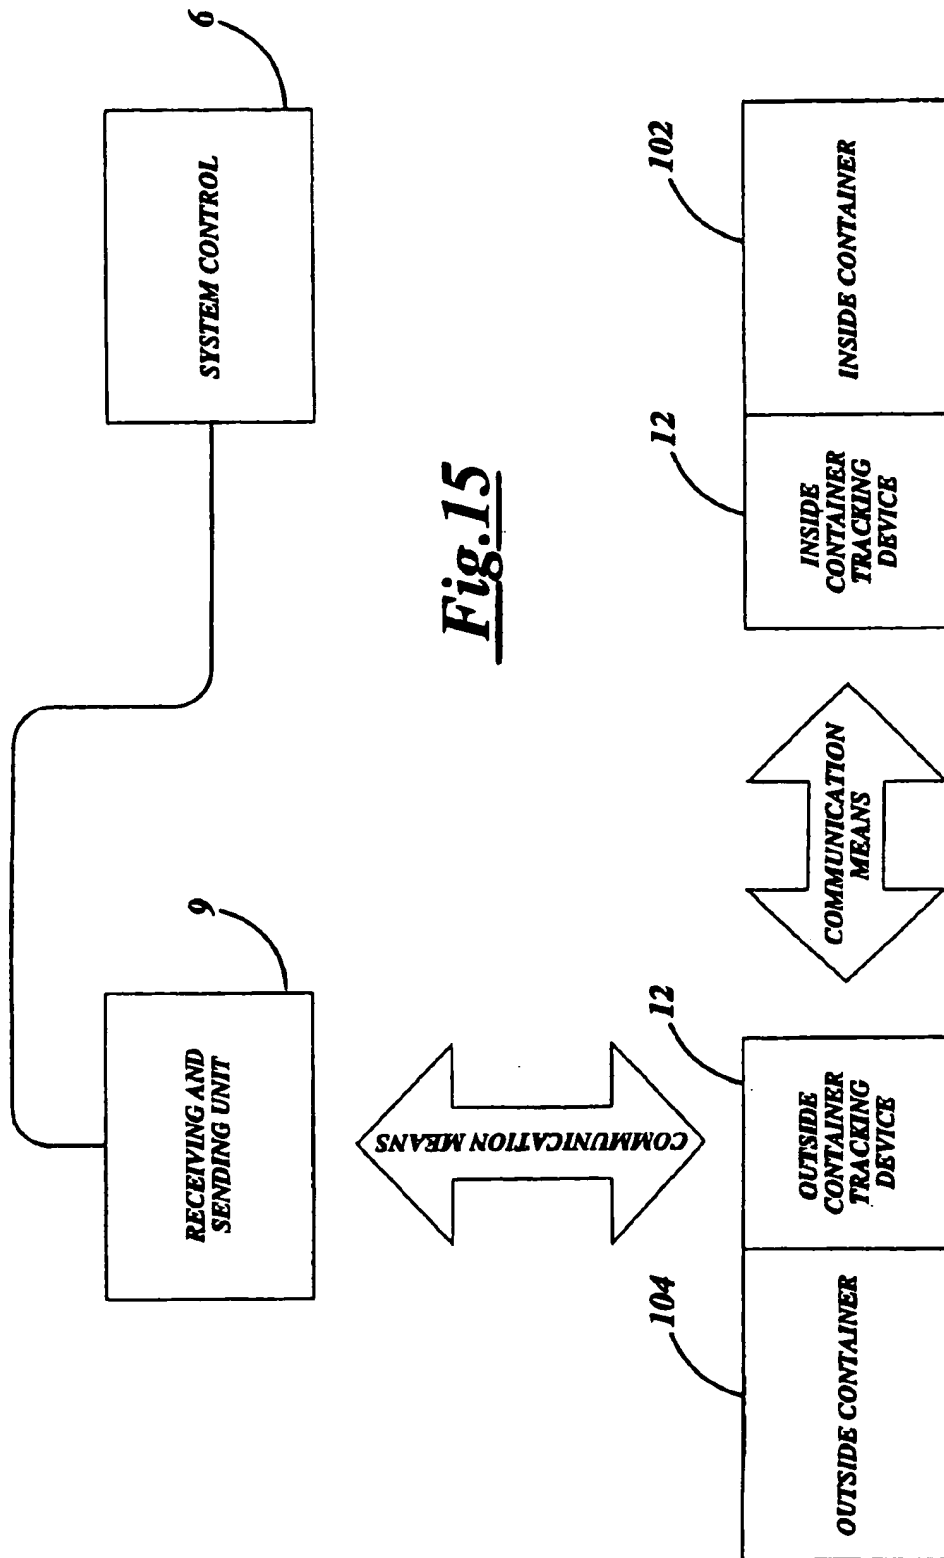 9
RECEIVING AND
SENDING UNIT
6
SYSTEM CONTROL
COMMUNICATION MEANS
Fig.15
104
OUTSIDE CONTAINER
12
OUTSIDE
CONTAINER
TRACKING
DEVICE
COMMUNICATION
MEANS
12
INSIDE
CONTAINER
TRACKING
DEVICE
102
INSIDE CONTAINER